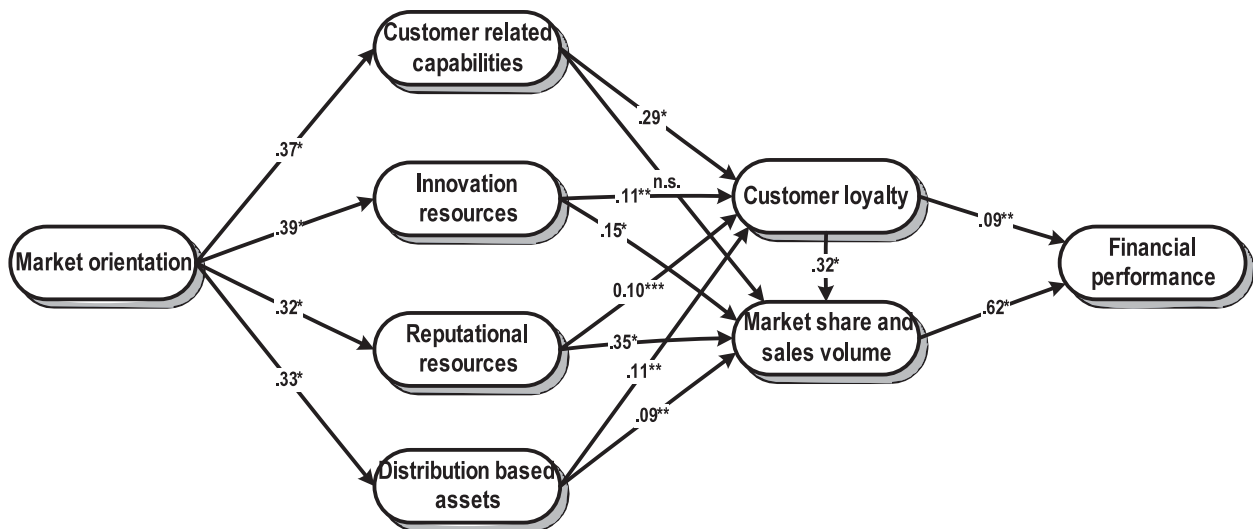 Customer related
capabilities
.29*
.37*
n.s.
Innovation
resources
.11**
Customer loyalty
.39*
.15*
.09**
Market orientation
.32*
Financial
performance
0.10***
.32*
Reputational
resources
.35*
Market share and
sales volume
.62*
.33*
.11**
.09**
Distribution based
assets